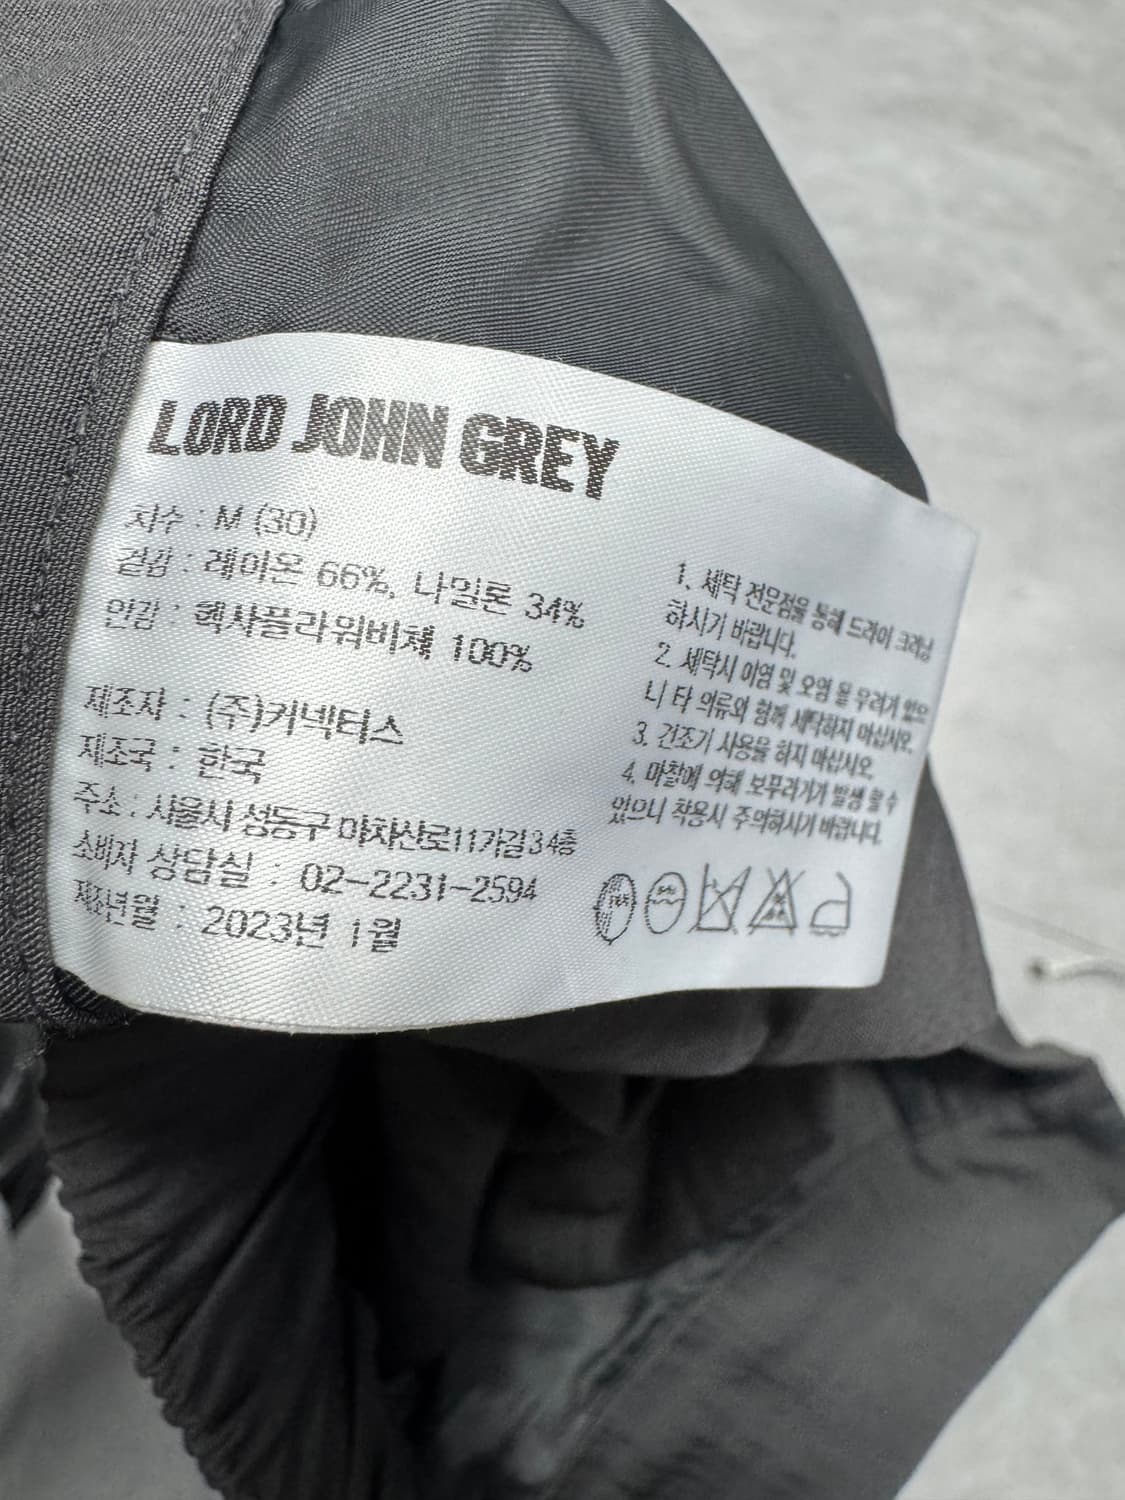 LORD JOHN GREY
치수 : M (30)
겉감 : 레이온 66%, 나일론 34%
안감 : 헥사플라워비체 100%
제조자 : (주)커넥터스
제조국 : 한국
주소 : 서울시 성동구 마차산로11가길 3 4층
소비자 상담실 : 02-2231-2594
제조년월 : 2023년 1월
1. 세탁 전문점을 통해 드라이 크리닝
하시기 바랍니다.
2. 세탁시 이염 및 오염 될 우려가 있으
니 타 의류와 함께 세탁하지 마십시오.
3. 건조기 사용을 하지 마십시오.
4. 마찰에 의해 보푸라기가 발생 할 수
있으니 착용시 주의하시기 바랍니다.